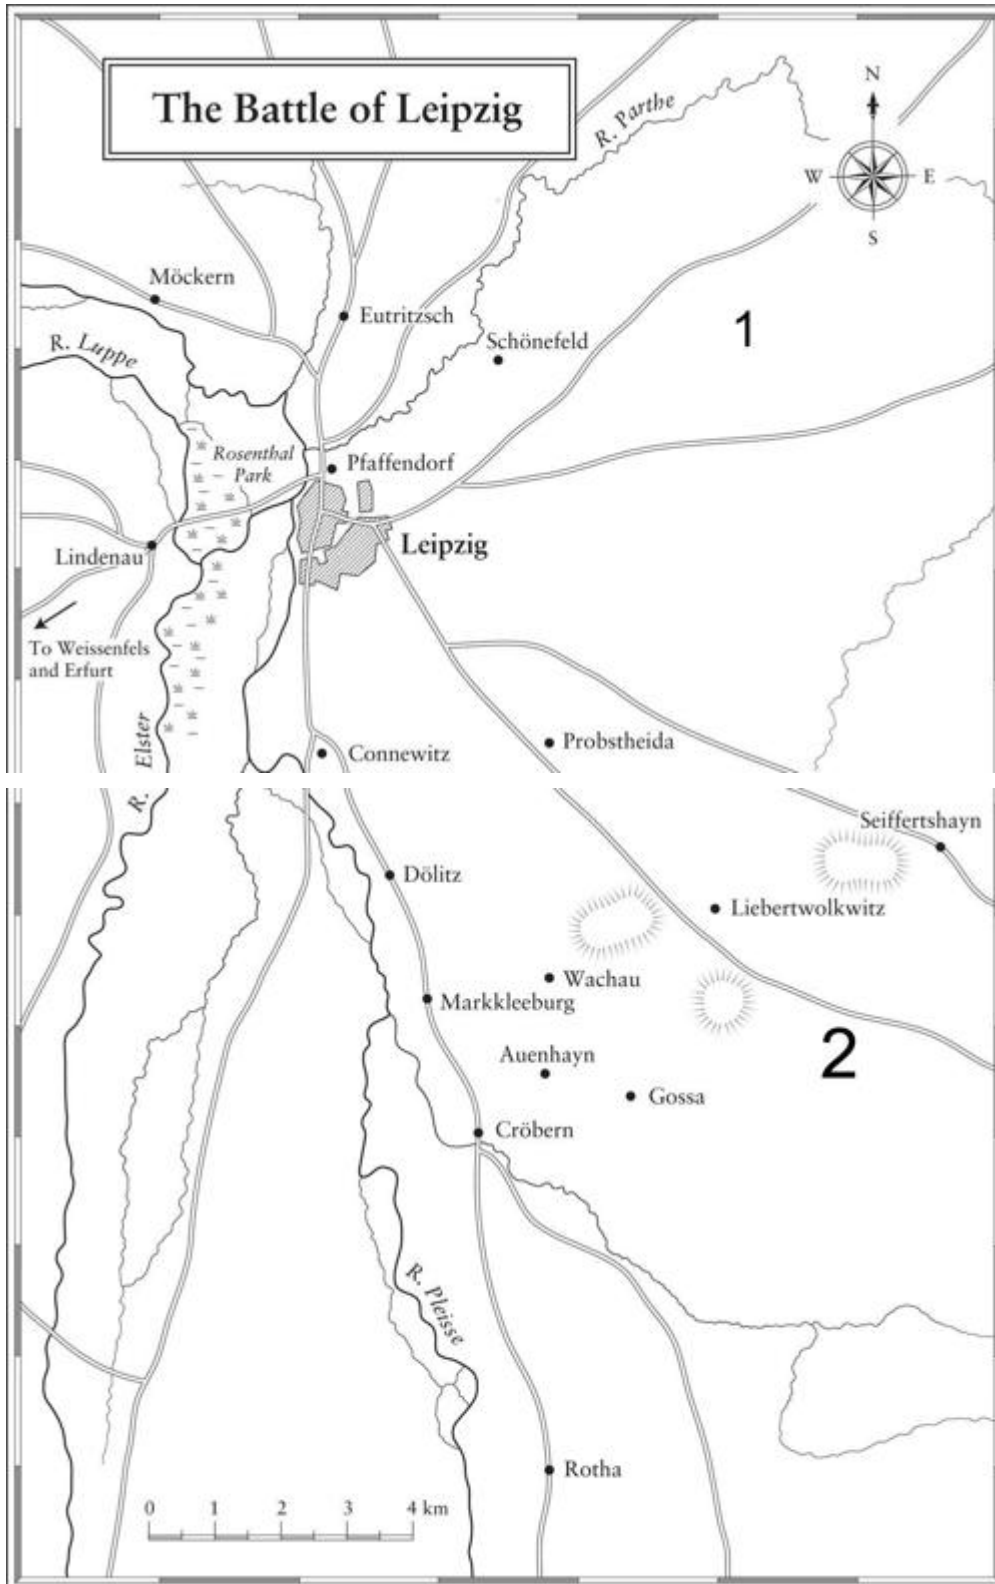 The Battle of Leipzig
R. Parthe
N
W
E
S
Möckern
Eutritzsch
1
Schönefeld
R. Luppe
Rosenthal
Park
Pfaffendorf
Leipzig
Lindenau
To Weissenfels
and Erfurt
R. Elster
Probstheida
Connewitz
Seiffertshayn
Dölitz
Liebertwolkwitz
Wachau
Markkleeburg
2
Auenhayn
Gossa
Cröbern
R. Pleisse
Rotha
0 1 2 3 4 km